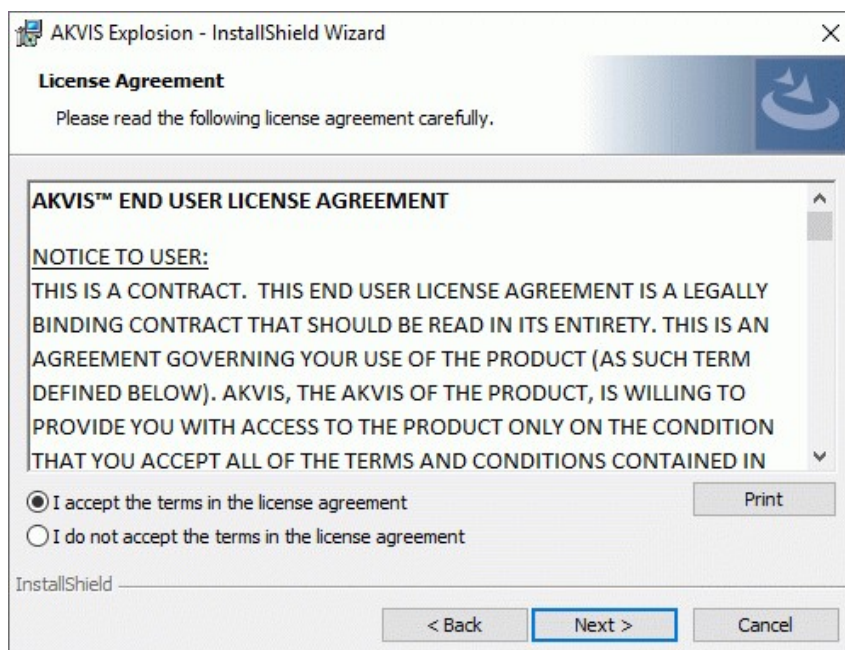 AKVIS Explosion - InstallShield Wizard
License Agreement
Please read the following license agreement carefully.
AKVIS™ END USER LICENSE AGREEMENT
NOTICE TO USER:
THIS IS A CONTRACT.  THIS END USER LICENSE AGREEMENT IS A LEGALLY
BINDING CONTRACT THAT SHOULD BE READ IN ITS ENTIRETY. THIS IS AN
AGREEMENT GOVERNING YOUR USE OF THE PRODUCT (AS SUCH TERM
DEFINED BELOW). AKVIS, THE AKVIS OF THE PRODUCT, IS WILLING TO
PROVIDE YOU WITH ACCESS TO THE PRODUCT ONLY ON THE CONDITION
THAT YOU ACCEPT ALL OF THE TERMS AND CONDITIONS CONTAINED IN
I accept the terms in the license agreement
Print
I do not accept the terms in the license agreement
InstallShield
< Back
Next >
Cancel